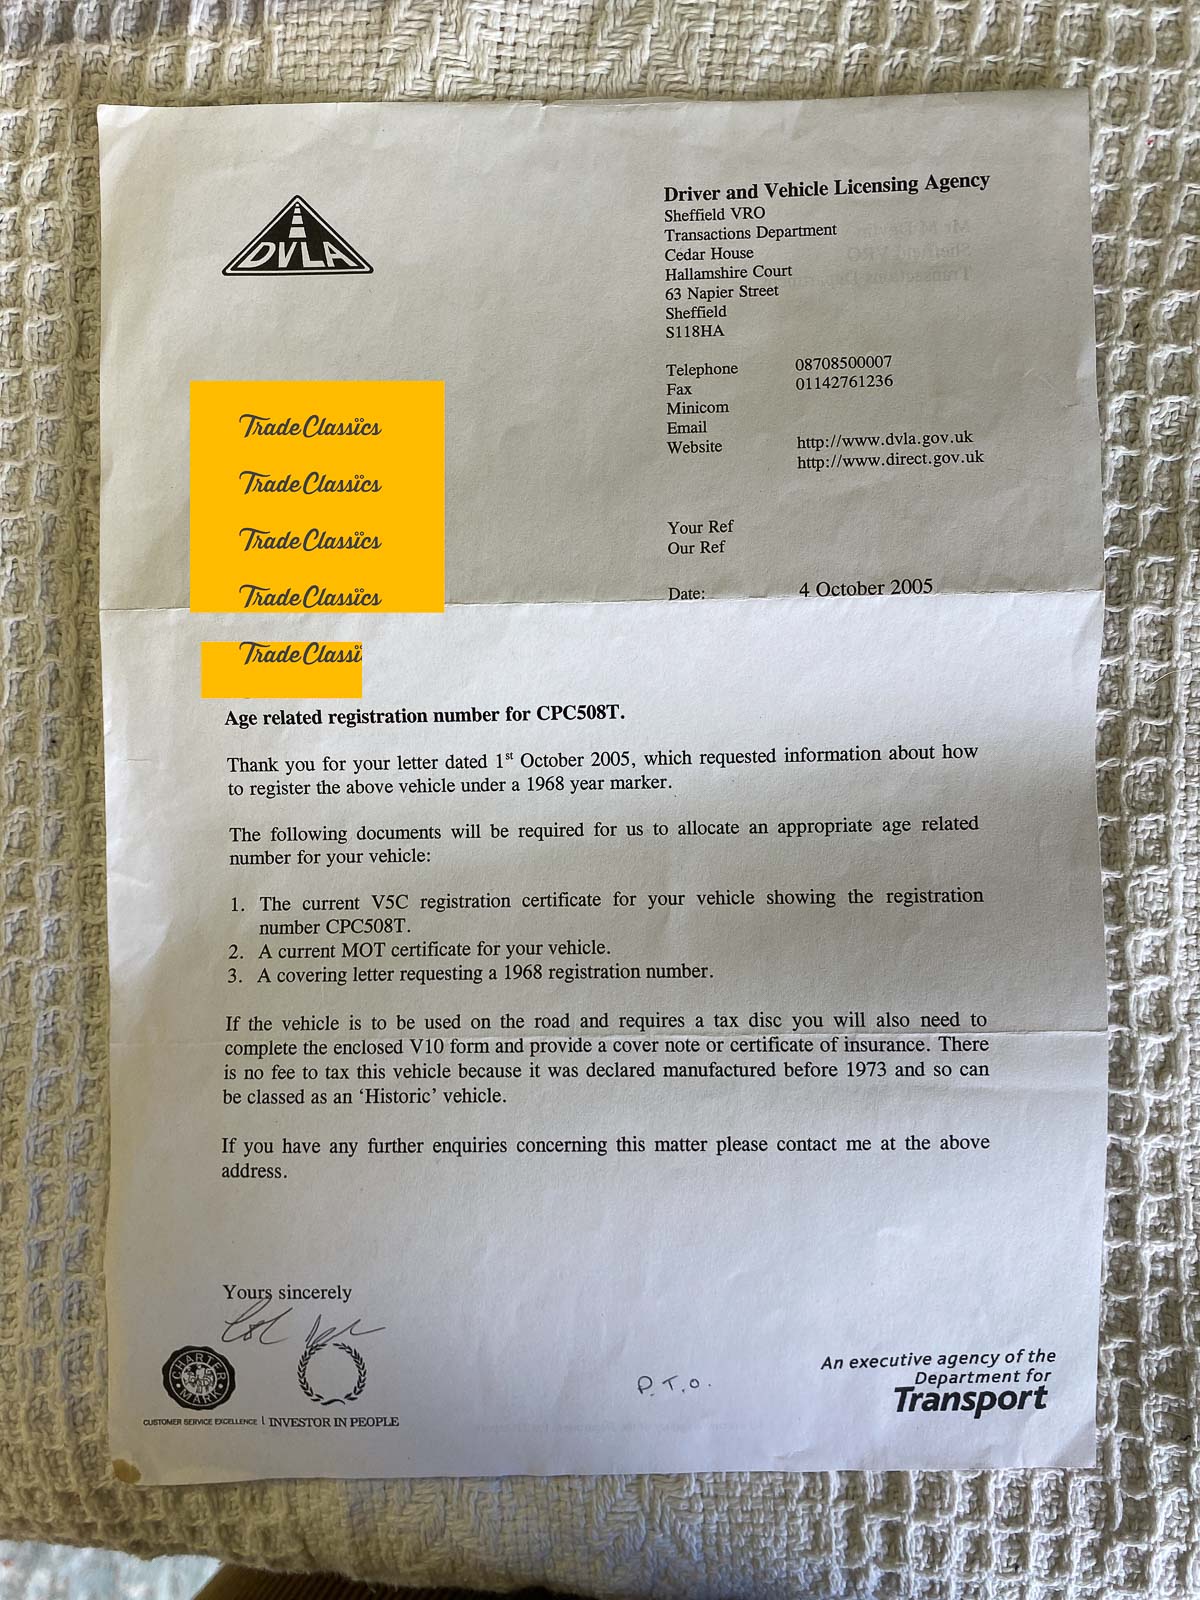 DVLA
Driver and Vehicle Licensing Agency
Sheffield VRO
Transactions Department
Cedar House
Hallamshire Court
63 Napier Street
Sheffield
S118HA
Telephone 08708500007
Fax 01142761236
Minicom
Email
Website http://www.dvla.gov.uk
http://www.direct.gov.uk
Your Ref
Our Ref
Date: 4 October 2005
Trade Classics
Trade Classics
Trade Classics
Trade Classics
Trade Classi
Age related registration number for CPC508T.
Thank you for your letter dated 1st October 2005, which requested information about how
to register the above vehicle under a 1968 year marker.
The following documents will be required for us to allocate an appropriate age related
number for your vehicle:
1. The current V5C registration certificate for your vehicle showing the registration
number CPC508T.
2. A current MOT certificate for your vehicle.
3. A covering letter requesting a 1968 registration number.
If the vehicle is to be used on the road and requires a tax disc you will also need to
complete the enclosed V10 form and provide a cover note or certificate of insurance. There
is no fee to tax this vehicle because it was declared manufactured before 1973 and so can
be classed as an ‘Historic’ vehicle.
If you have any further enquiries concerning this matter please contact me at the above
address.
Yours sincerely
CHARTER MARK
CUSTOMER SERVICE EXCELLENCE
INVESTOR IN PEOPLE
P.T.O.
An executive agency of the
Department for
Transport